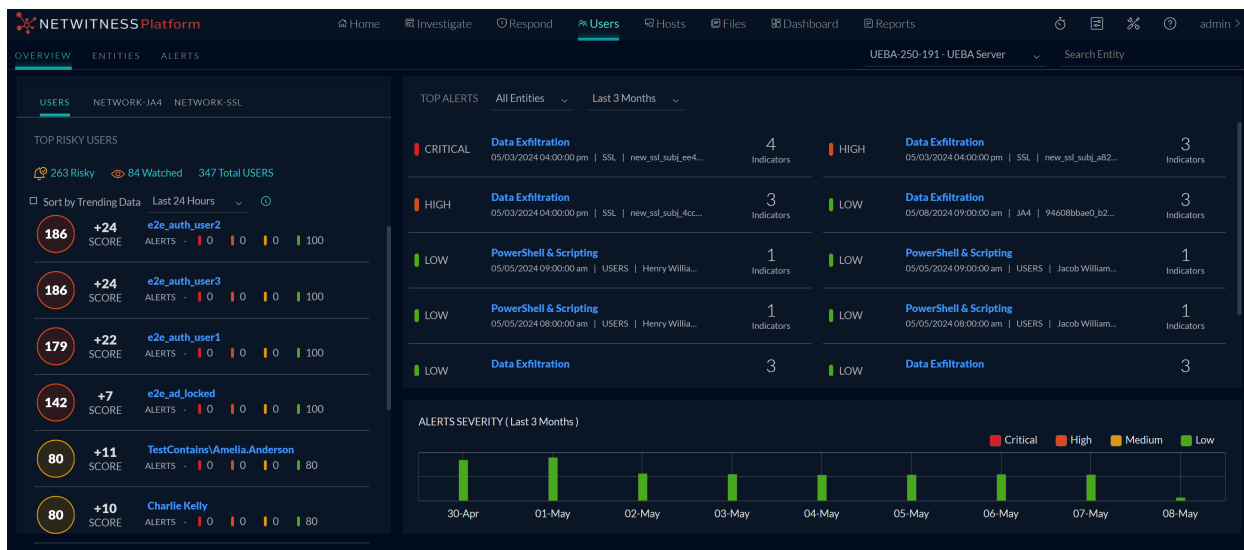 NETWITNESS Platform Home Investigate Respond Users Hosts Files Dashboard Reports admin >
OVERVIEW ENTITIES ALERTS UEBA-250-191 - UEBA Server Search Entity
USERS NETWORK-JA4 NETWORK-SSL
TOP RISKY USERS
263 Risky 84 Watched 347 Total USERS
Sort by Trending Data Last 24 Hours
186 +24 SCORE e2e_auth_user2
ALERTS - 0 0 0 100
186 +24 SCORE e2e_auth_user3
ALERTS - 0 0 0 100
179 +22 SCORE e2e_auth_user1
ALERTS - 0 0 0 100
142 +7 SCORE e2e_ad_locked
ALERTS - 0 0 0 100
80 +11 SCORE TestContains\Amelia.Anderson
ALERTS - 0 0 0 80
80 +10 SCORE Charlie Kelly
ALERTS - 0 0 0 80
TOP ALERTS All Entities Last 3 Months
CRITICAL Data Exfiltration 4 Indicators
05/03/2024 04:00:00 pm | SSL | new_ssl_subj_ee4...
HIGH Data Exfiltration 3 Indicators
05/03/2024 04:00:00 pm | SSL | new_ssl_subj_a82...
HIGH Data Exfiltration 3 Indicators
05/03/2024 04:00:00 pm | SSL | new_ssl_subj_4cc...
LOW Data Exfiltration 3 Indicators
05/08/2024 09:00:00 am | JA4 | 94608bbae0_b2...
LOW PowerShell & Scripting 1 Indicators
05/05/2024 09:00:00 am | USERS | Henry Willia...
LOW PowerShell & Scripting 1 Indicators
05/05/2024 09:00:00 am | USERS | Jacob William...
LOW PowerShell & Scripting 1 Indicators
05/05/2024 08:00:00 am | USERS | Henry Willia...
LOW PowerShell & Scripting 1 Indicators
05/05/2024 08:00:00 am | USERS | Jacob William...
LOW Data Exfiltration 3
LOW Data Exfiltration 3
ALERTS SEVERITY ( Last 3 Months )
Critical High Medium Low
30-Apr 01-May 02-May 03-May 04-May 05-May 06-May 07-May 08-May